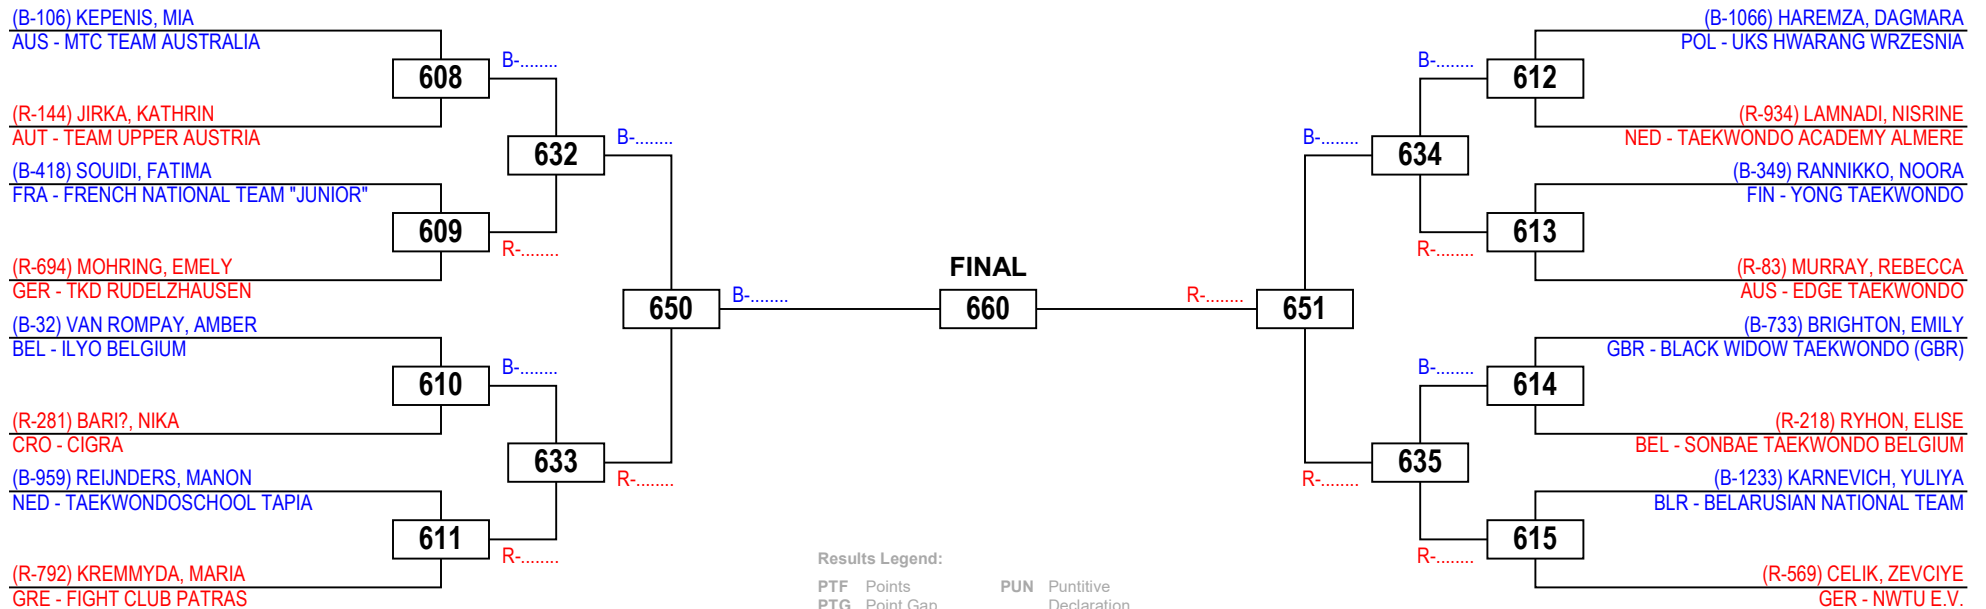 (B-106) KEPENIS, MIA
AUS - MTC TEAM AUSTRALIA
608
(R-144) JIRKA, KATHRIN
AUT - TEAM UPPER AUSTRIA
B-........
632
(B-418) SOUIDI, FATIMA
FRA - FRENCH NATIONAL TEAM "JUNIOR"
609
(R-694) MOHRING, EMELY
GER - TKD RUDELZHAUSEN
R-........
B-........
650
(B-32) VAN ROMPAY, AMBER
BEL - ILYO BELGIUM
610
(R-281) BARI?, NIKA
CRO - CIGRA
B-........
633
(B-959) REIJNDERS, MANON
NED - TAEKWONDOSCHOOL TAPIA
611
(R-792) KREMMYDA, MARIA
GRE - FIGHT CLUB PATRAS
R-........
R-........
B-........
FINAL
660
R-........
651
(B-1066) HAREMZA, DAGMARA
POL - UKS HWARANG WRZESNIA
612
(R-934) LAMNADI, NISRINE
NED - TAEKWONDO ACADEMY ALMERE
B-........
634
(B-349) RANNIKKO, NOORA
FIN - YONG TAEKWONDO
613
(R-83) MURRAY, REBECCA
AUS - EDGE TAEKWONDO
R-........
B-........
(B-733) BRIGHTON, EMILY
GBR - BLACK WIDOW TAEKWONDO (GBR)
614
(R-218) RYHON, ELISE
BEL - SONBAE TAEKWONDO BELGIUM
B-........
635
(B-1233) KARNEVICH, YULIYA
BLR - BELARUSIAN NATIONAL TEAM
615
(R-569) CELIK, ZEVCIYE
GER - NWTU E.V.
R-........
R-........
Results Legend:
PTF Points PUN Puntitive
PTG Point Gap Declaration